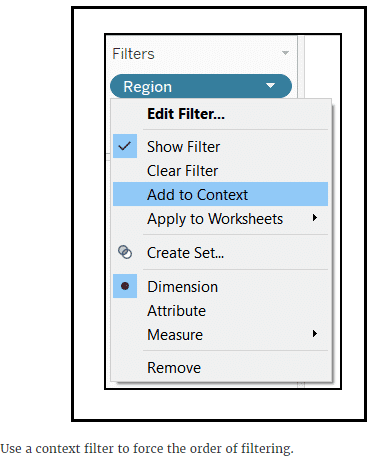 Filters
Region
Edit Filter...
Show Filter
Clear Filter
Add to Context
Apply to Worksheets
Create Set...
Dimension
Attribute
Measure
Remove
Use a context filter to force the order of filtering.